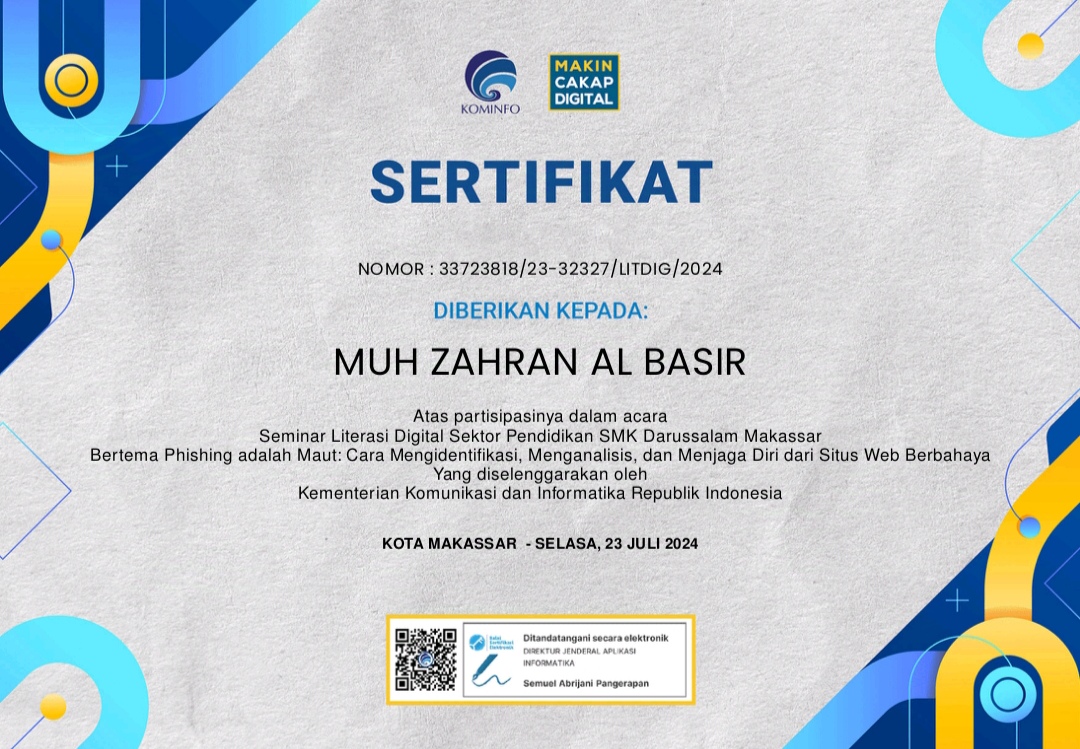 KOMINFO
MAKIN
CAKAP
DIGITAL
SERTIFIKAT
NOMOR : 33723818/23-32327/LITDIG/2024
DIBERIKAN KEPADA:
MUH ZAHRAN AL BASIR
Atas partisipasinya dalam acara
Seminar Literasi Digital Sektor Pendidikan SMK Darussalam Makassar
Bertema Phishing adalah Maut: Cara Mengidentifikasi, Menganalisis, dan Menjaga Diri dari Situs Web Berbahaya
Yang diselenggarakan oleh
Kementerian Komunikasi dan Informatika Republik Indonesia
KOTA MAKASSAR - SELASA, 23 JULI 2024
Balai
Sertifikasi
Elektronik
Ditandatangani secara elektronik
DIREKTUR JENDERAL APLIKASI
INFORMATIKA
Semuel Abrijani Pangerapan